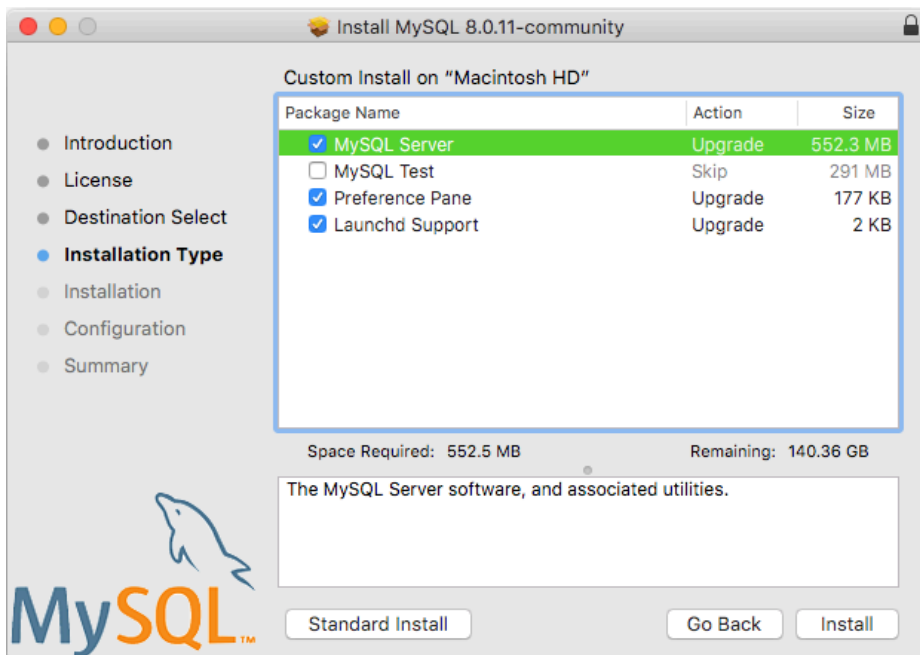 Install MySQL 8.0.11-community
Custom Install on "Macintosh HD"
Package Name Action Size
MySQL Server Upgrade 552.3 MB
MySQL Test Skip 291 MB
Preference Pane Upgrade 177 KB
Launchd Support Upgrade 2 KB
Introduction
License
Destination Select
Installation Type
Installation
Configuration
Summary
Space Required: 552.5 MB Remaining: 140.36 GB
The MySQL Server software, and associated utilities.
MySQL™
Standard Install Go Back Install